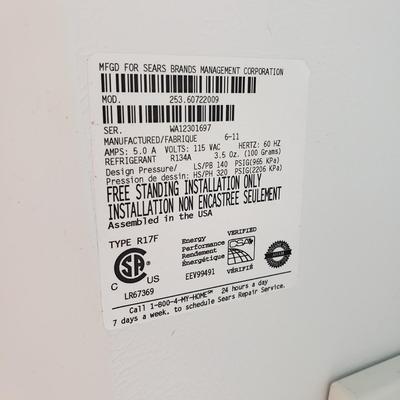 MFGD FOR SEARS BRANDS MANAGEMENT CORPORATION
MOD. 253.60722009
SER. WA12301697
MANUFACTURED/FABRIQUE 6-11
AMPS: 5.0 A VOLTS: 115 VAC HERTZ: 60 HZ
REFRIGERANT R134A 3.5 Oz. (100 Grams)
Design Pressure/ LS/PB 140 PSIG(965 KPa)
Pression de dessin: HS/PH 320 PSIG(2206 KPa)
FREE STANDING INSTALLATION ONLY
INSTALLATION NON ENCASTREE SEULEMENT
Assembled in the USA
TYPE R17F
Energy
Performance
Rendement
Énergétique
EEV99491
VERIFIED
CSA
VÉRIFIÉ
C US
LR67369
Call 1-800-4-MY-HOME℠ 24 hours a day
7 days a week. to schedule Sears Repair Service.